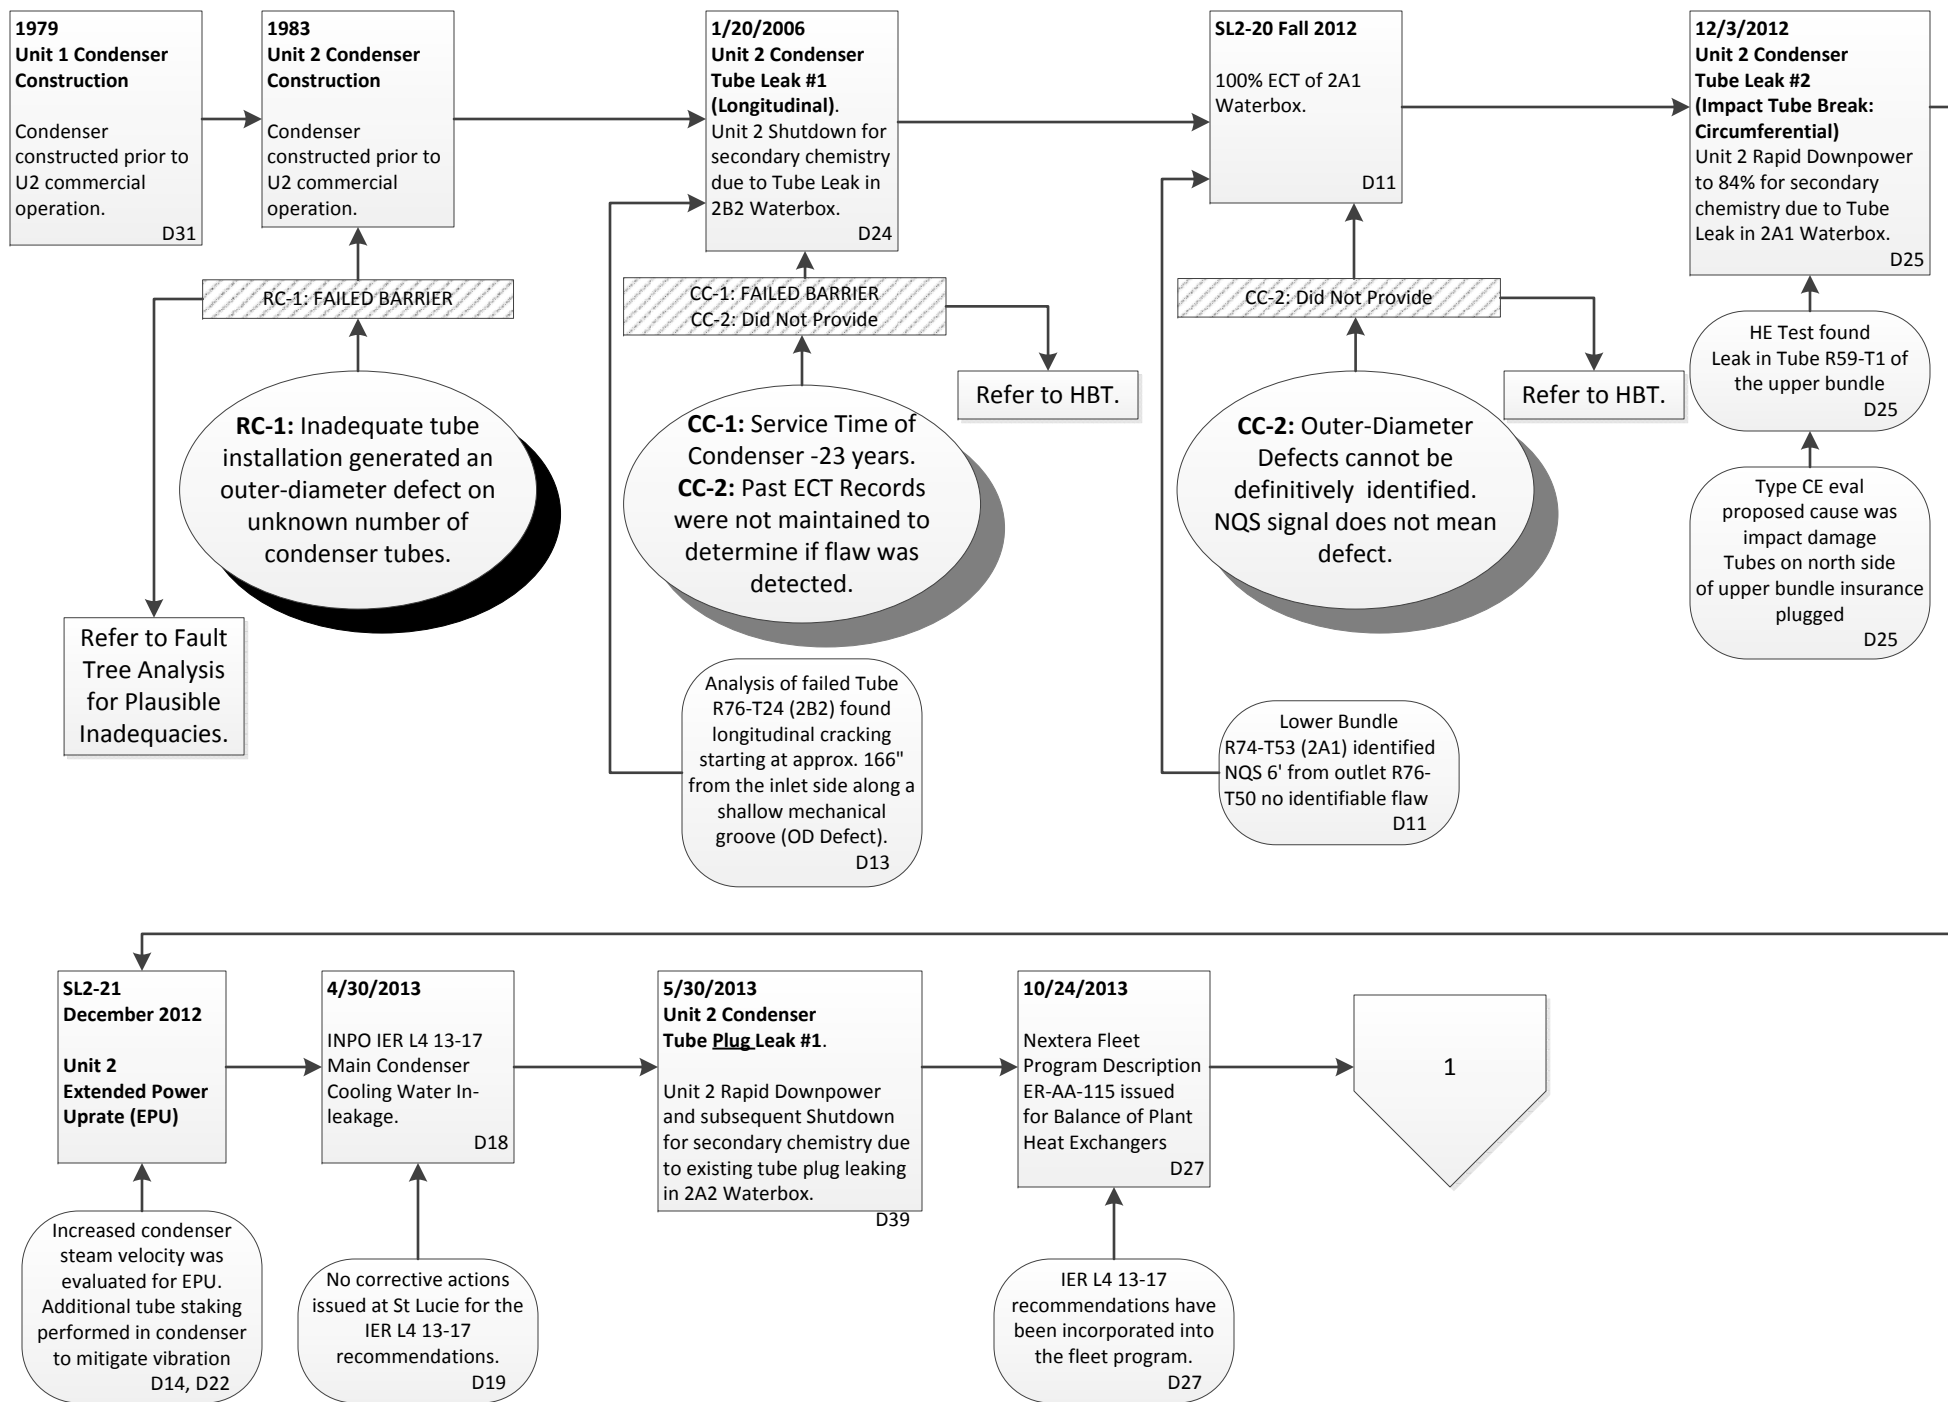 1979
Unit 1 Condenser
Construction
Condenser
constructed prior to
U2 commercial
operation.
D31
1983
Unit 2 Condenser
Construction
Condenser
constructed prior to
U2 commercial
operation.
D31
1/20/2006
Unit 2 Condenser
Tube Leak #1
(Longitudinal).
Unit 2 Shutdown for
secondary chemistry
due to Tube Leak in
2B2 Waterbox.
D24
SL2-20 Fall 2012
100% ECT of 2A1
Waterbox.
D11
12/3/2012
Unit 2 Condenser
Tube Leak #2
(Impact Tube Break:
Circumferential)
Unit 2 Rapid Downpower
to 84% for secondary
chemistry due to Tube
Leak in 2A1 Waterbox.
D25
RC-1: FAILED BARRIER
CC-1: FAILED BARRIER
CC-2: Did Not Provide
CC-2: Did Not Provide
HE Test found
Leak in Tube R59-T1 of
the upper bundle
D25
Refer to HBT.
Refer to HBT.
RC-1: Inadequate tube
installation generated an
outer-diameter defect on
unknown number of
condenser tubes.
CC-1: Service Time of
Condenser -23 years.
CC-2: Past ECT Records
were not maintained to
determine if flaw was
detected.
CC-2: Outer-Diameter
Defects cannot be
definitively identified.
NQS signal does not mean
defect.
Type CE eval
proposed cause was
impact damage
Tubes on north side
of upper bundle insurance
plugged
D25
Refer to Fault
Tree Analysis
for Plausible
Inadequacies.
Analysis of failed Tube
R76-T24 (2B2) found
longitudinal cracking
starting at approx. 166"
from the inlet side along a
shallow mechanical
groove (OD Defect).
D13
Lower Bundle
R74-T53 (2A1) identified
NQS 6' from outlet R76-
T50 no identifiable flaw
D11
SL2-21
December 2012
Unit 2
Extended Power
Uprate (EPU)
4/30/2013
INPO IER L4 13-17
Main Condenser
Cooling Water In-
leakage.
D18
5/30/2013
Unit 2 Condenser
Tube Plug Leak #1.
Unit 2 Rapid Downpower
and subsequent Shutdown
for secondary chemistry due
to existing tube plug leaking
in 2A2 Waterbox.
D39
10/24/2013
Nextera Fleet
Program Description
ER-AA-115 issued
for Balance of Plant
Heat Exchangers
D27
1
Increased condenser
steam velocity was
evaluated for EPU.
Additional tube staking
performed in condenser
to mitigate vibration
D14, D22
No corrective actions
issued at St Lucie for the
IER L4 13-17
recommendations.
D19
IER L4 13-17
recommendations have
been incorporated into
the fleet program.
D27